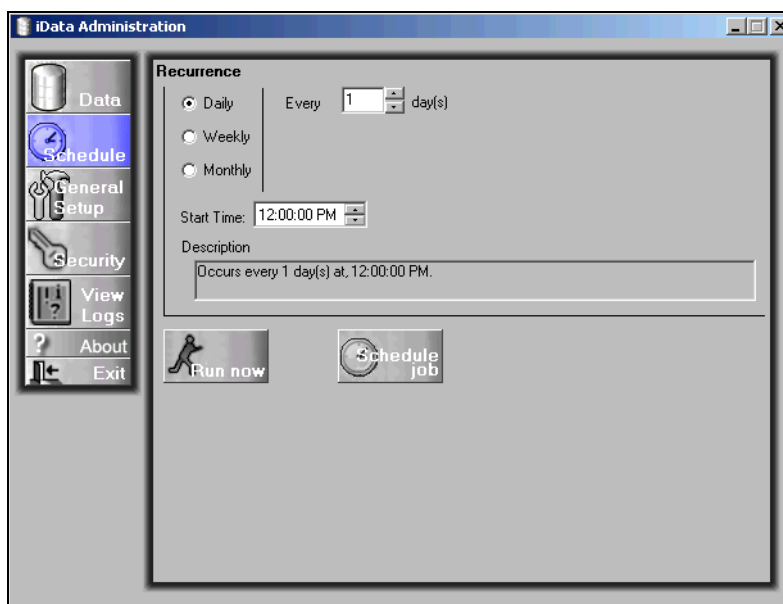 iData Administration
Data
Schedule
General
Setup
Security
View
Logs
? About
Exit
Recurrence
Daily
Every 1 day(s)
Weekly
Monthly
Start Time: 12:00:00 PM
Description
Occurs every 1 day(s) at, 12:00:00 PM.
Run now
Schedule
job